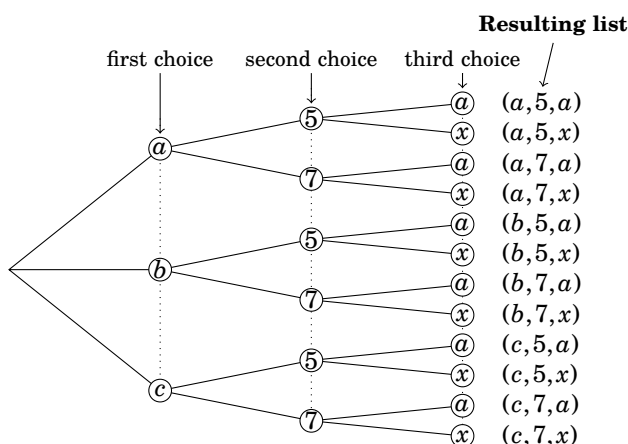 Resulting list
first choice second choice third choice
a (a,5,a)
5
x (a,5,x)
a
a (a,7,a)
7
x (a,7,x)
a (b,5,a)
5
x (b,5,x)
b
a (b,7,a)
7
x (b,7,x)
a (c,5,a)
5
x (c,5,x)
c
a (c,7,a)
7
x (c,7,x)